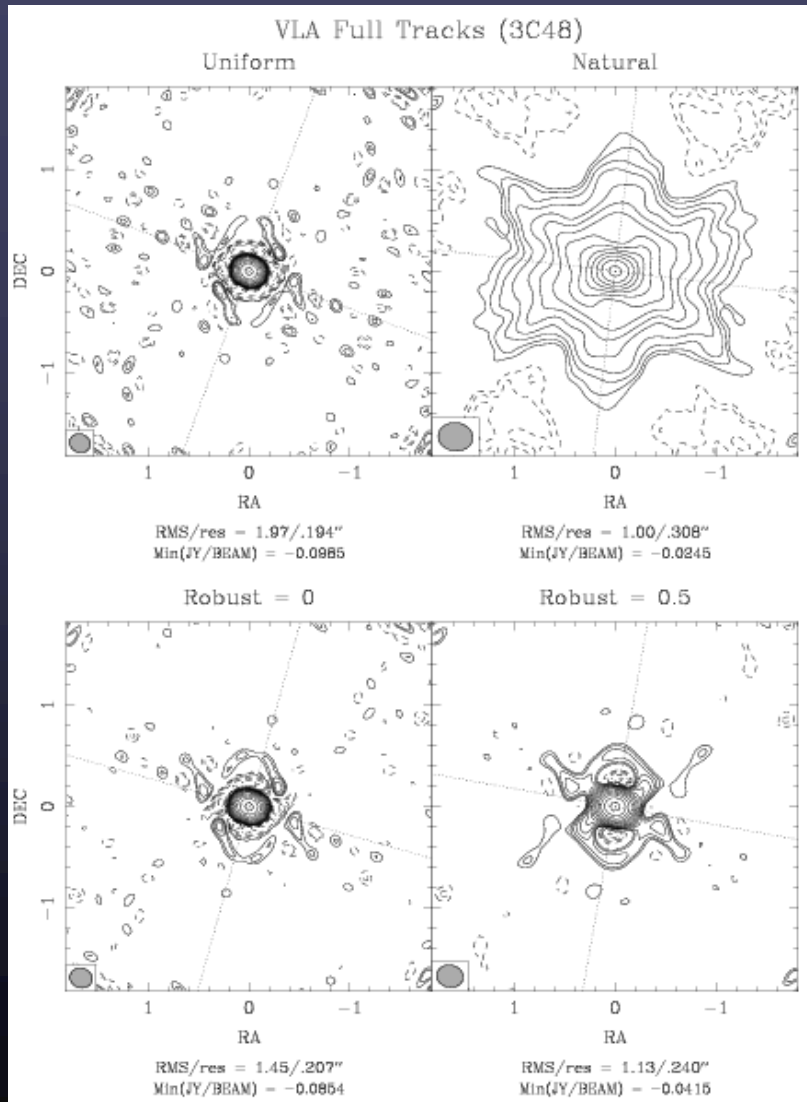 VLA Full Tracks (3C48)
Uniform
Natural
DEC
1
0
-1
1
0
-1
RA
RMS/res = 1.97/.194"
Min(JY/BEAM) = -0.0985
1
0
-1
RA
RMS/res = 1.00/.308"
Min(JY/BEAM) = -0.0245
Robust = 0
Robust = 0.5
DEC
1
0
-1
1
0
-1
RA
RMS/res = 1.45/.207"
Min(JY/BEAM) = -0.0854
1
0
-1
RA
RMS/res = 1.13/.240"
Min(JY/BEAM) = -0.0415